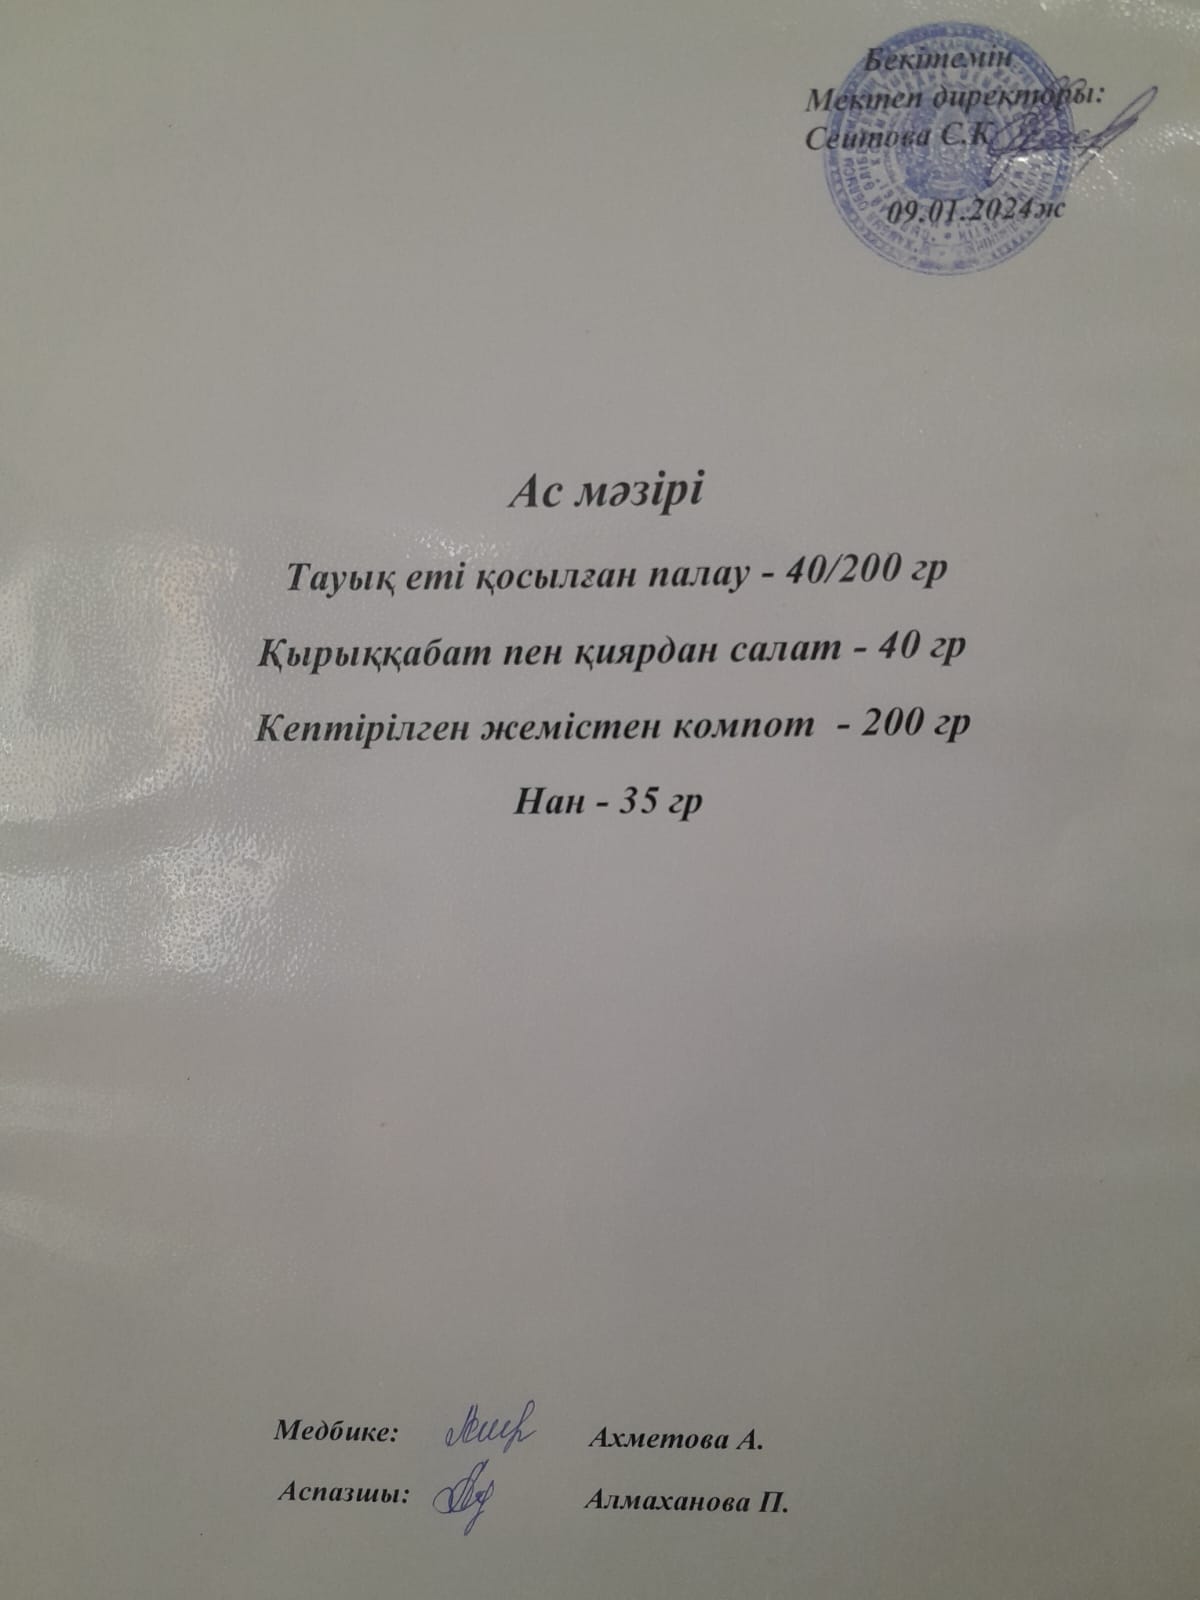 Бекітемін
Мектеп директоры:
Сеитова С.К
09.01.2024ж
Ас мәзірі
Тауық еті қосылған палау - 40/200 гр
Қырыққабат пен қиярдан салат - 40 гр
Кептірілген жемістен компот - 200 гр
Нан - 35 гр
Медбике: Ахметова А.
Аспазшы: Алмаханова П.